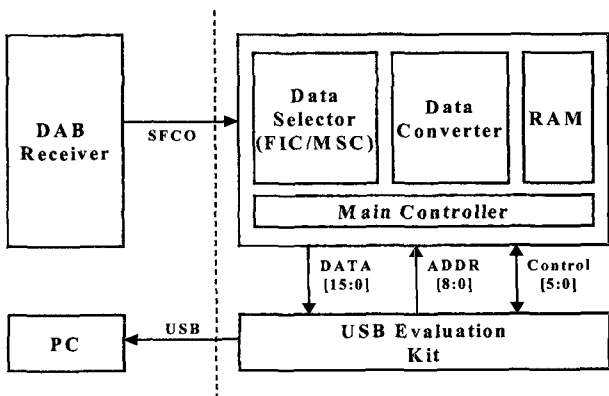 DAB
Receiver
SFCO
Data
Selector
(FIC/MSC)
Data
Converter
RAM
Main Controller
DATA
[15:0]
ADDR
[8:0]
Control
[5:0]
PC
USB
USB Evaluation
Kit